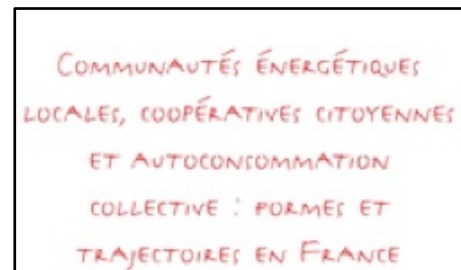 COMMUNAUTÉS ÉNERGÉTIQUES
LOCALES, COOPÉRATIVES CITOYENNES
ET AUTOCONSOMMATION
COLLECTIVE : FORMES ET
TRAJECTOIRES EN FRANCE